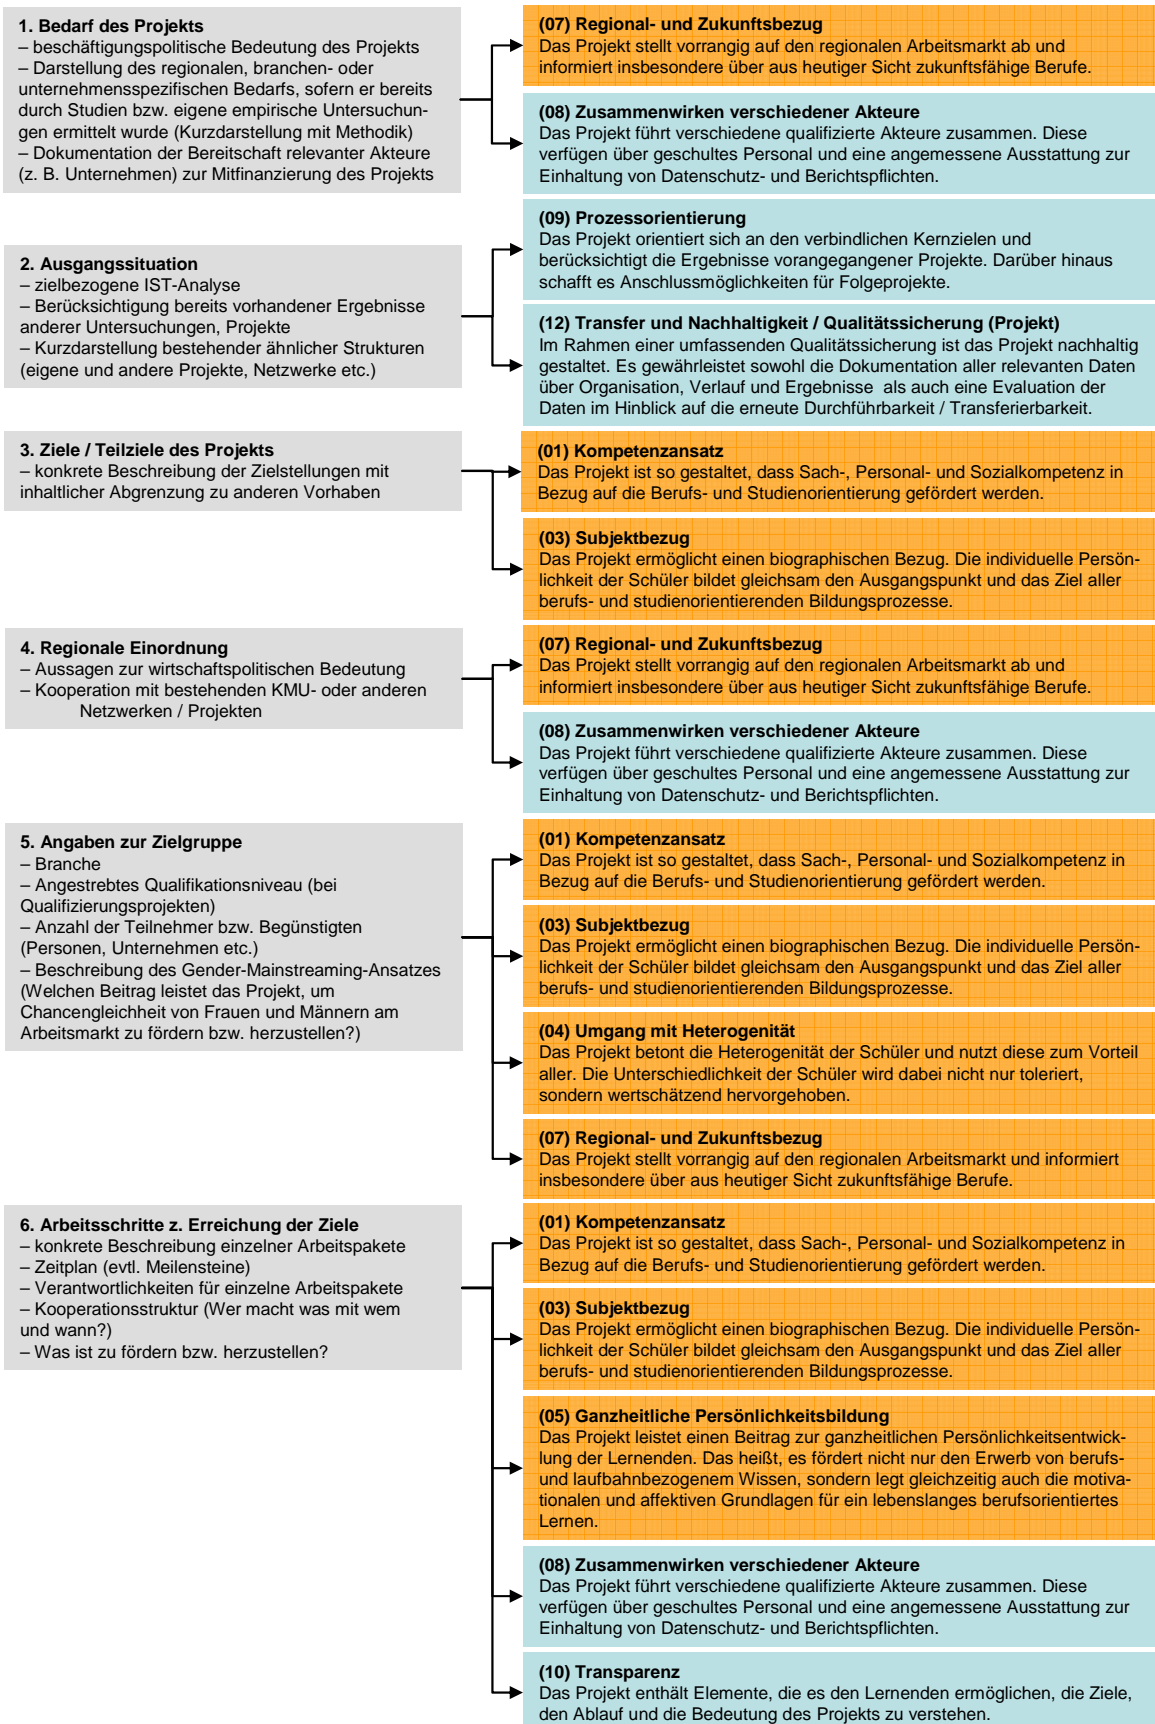 1. Bedarf des Projekts
– beschäftigungspolitische Bedeutung des Projekts
– Darstellung des regionalen, branchen- oder
unternehmensspezifischen Bedarfs, sofern er bereits
durch Studien bzw. eigene empirische Untersuchun-
gen ermittelt wurde (Kurzdarstellung mit Methodik)
– Dokumentation der Bereitschaft relevanter Akteure
(z. B. Unternehmen) zur Mitfinanzierung des Projekts
(07) Regional- und Zukunftsbezug
Das Projekt stellt vorrangig auf den regionalen Arbeitsmarkt ab und
informiert insbesondere über aus heutiger Sicht zukunftsfähige Berufe.
(08) Zusammenwirken verschiedener Akteure
Das Projekt führt verschiedene qualifizierte Akteure zusammen. Diese
verfügen über geschultes Personal und eine angemessene Ausstattung zur
Einhaltung von Datenschutz- und Berichtspflichten.
2. Ausgangssituation
– zielbezogene IST-Analyse
– Berücksichtigung bereits vorhandener Ergebnisse
anderer Untersuchungen, Projekte
– Kurzdarstellung bestehender ähnlicher Strukturen
(eigene und andere Projekte, Netzwerke etc.)
(09) Prozessorientierung
Das Projekt orientiert sich an den verbindlichen Kernzielen und
berücksichtigt die Ergebnisse vorangegangener Projekte. Darüber hinaus
schafft es Anschlussmöglichkeiten für Folgeprojekte.
(12) Transfer und Nachhaltigkeit / Qualitätssicherung (Projekt)
Im Rahmen einer umfassenden Qualitätssicherung ist das Projekt nachhaltig
gestaltet. Es gewährleistet sowohl die Dokumentation aller relevanten Daten
über Organisation, Verlauf und Ergebnisse als auch eine Evaluation der
Daten im Hinblick auf die erneute Durchführbarkeit / Transferierbarkeit.
3. Ziele / Teilziele des Projekts
– konkrete Beschreibung der Zielstellungen mit
inhaltlicher Abgrenzung zu anderen Vorhaben
(01) Kompetenzansatz
Das Projekt ist so gestaltet, dass Sach-, Personal- und Sozialkompetenz in
Bezug auf die Berufs- und Studienorientierung gefördert werden.
(03) Subjektbezug
Das Projekt ermöglicht einen biographischen Bezug. Die individuelle Persön-
lichkeit der Schüler bildet gleichsam den Ausgangspunkt und das Ziel aller
berufs- und studienorientierenden Bildungsprozesse.
4. Regionale Einordnung
– Aussagen zur wirtschaftspolitischen Bedeutung
– Kooperation mit bestehenden KMU- oder anderen
Netzwerken / Projekten
(07) Regional- und Zukunftsbezug
Das Projekt stellt vorrangig auf den regionalen Arbeitsmarkt ab und
informiert insbesondere über aus heutiger Sicht zukunftsfähige Berufe.
(08) Zusammenwirken verschiedener Akteure
Das Projekt führt verschiedene qualifizierte Akteure zusammen. Diese
verfügen über geschultes Personal und eine angemessene Ausstattung zur
Einhaltung von Datenschutz- und Berichtspflichten.
5. Angaben zur Zielgruppe
– Branche
– Angestrebtes Qualifikationsniveau (bei
Qualifizierungsprojekten)
– Anzahl der Teilnehmer bzw. Begünstigten
(Personen, Unternehmen etc.)
– Beschreibung des Gender-Mainstreaming-Ansatzes
(Welchen Beitrag leistet das Projekt, um
Chancengleichheit von Frauen und Männern am
Arbeitsmarkt zu fördern bzw. herzustellen?)
(01) Kompetenzansatz
Das Projekt ist so gestaltet, dass Sach-, Personal- und Sozialkompetenz in
Bezug auf die Berufs- und Studienorientierung gefördert werden.
(03) Subjektbezug
Das Projekt ermöglicht einen biographischen Bezug. Die individuelle Persön-
lichkeit der Schüler bildet gleichsam den Ausgangspunkt und das Ziel aller
berufs- und studienorientierenden Bildungsprozesse.
(04) Umgang mit Heterogenität
Das Projekt betont die Heterogenität der Schüler und nutzt diese zum Vorteil
aller. Die Unterschiedlichkeit der Schüler wird dabei nicht nur toleriert,
sondern wertschätzend hervorgehoben.
(07) Regional- und Zukunftsbezug
Das Projekt stellt vorrangig auf den regionalen Arbeitsmarkt und informiert
insbesondere über aus heutiger Sicht zukunftsfähige Berufe.
6. Arbeitsschritte z. Erreichung der Ziele
– konkrete Beschreibung einzelner Arbeitspakete
– Zeitplan (evtl. Meilensteine)
– Verantwortlichkeiten für einzelne Arbeitspakete
– Kooperationsstruktur (Wer macht was mit wem
und wann?)
– Was ist zu fördern bzw. herzustellen?
(01) Kompetenzansatz
Das Projekt ist so gestaltet, dass Sach-, Personal- und Sozialkompetenz in
Bezug auf die Berufs- und Studienorientierung gefördert werden.
(03) Subjektbezug
Das Projekt ermöglicht einen biographischen Bezug. Die individuelle Persön-
lichkeit der Schüler bildet gleichsam den Ausgangspunkt und das Ziel aller
berufs- und studienorientierenden Bildungsprozesse.
(05) Ganzheitliche Persönlichkeitsbildung
Das Projekt leistet einen Beitrag zur ganzheitlichen Persönlichkeitsentwick-
lung der Lernenden. Das heißt, es fördert nicht nur den Erwerb von berufs-
und laufbahnbezogenem Wissen, sondern legt gleichzeitig auch die motiva-
tionalen und affektiven Grundlagen für ein lebenslanges berufsorientiertes
Lernen.
(08) Zusammenwirken verschiedener Akteure
Das Projekt führt verschiedene qualifizierte Akteure zusammen. Diese
verfügen über geschultes Personal und eine angemessene Ausstattung zur
Einhaltung von Datenschutz- und Berichtspflichten.
(10) Transparenz
Das Projekt enthält Elemente, die es den Lernenden ermöglichen, die Ziele,
den Ablauf und die Bedeutung des Projekts zu verstehen.